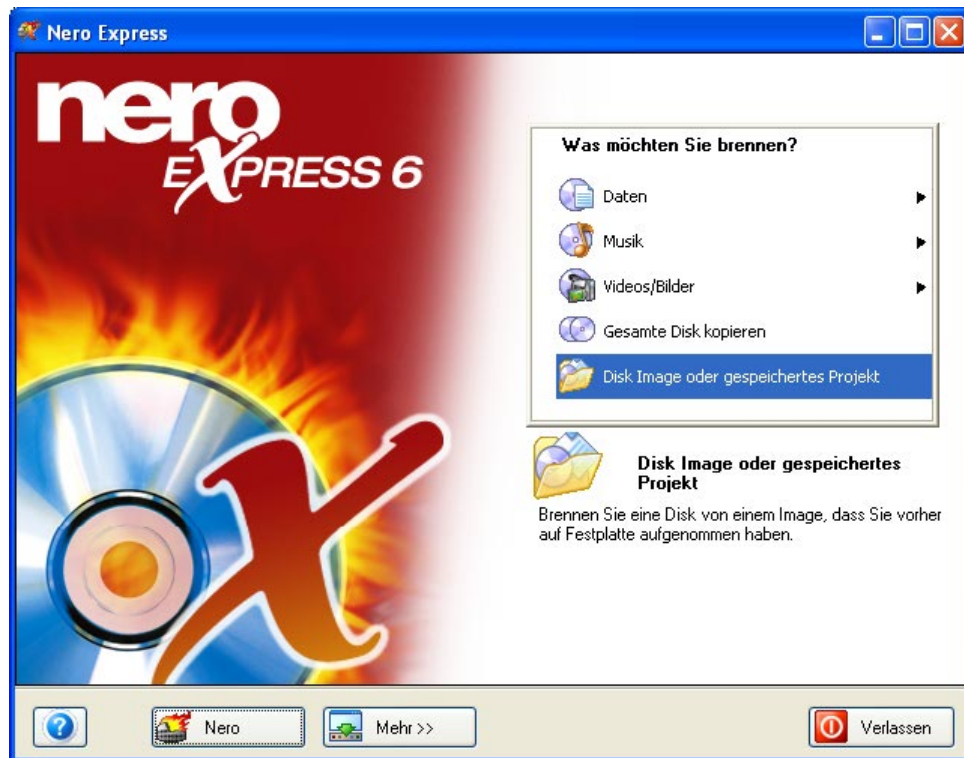 Nero Express
nero
EXPRESS 6
Was möchten Sie brennen?
Daten
Musik
Videos/Bilder
Gesamte Disk kopieren
Disk Image oder gespeichertes Projekt
Disk Image oder gespeichertes
Projekt
Brennen Sie eine Disk von einem Image, dass Sie vorher
auf Festplatte aufgenommen haben.
?
Nero
Mehr >>
Verlassen